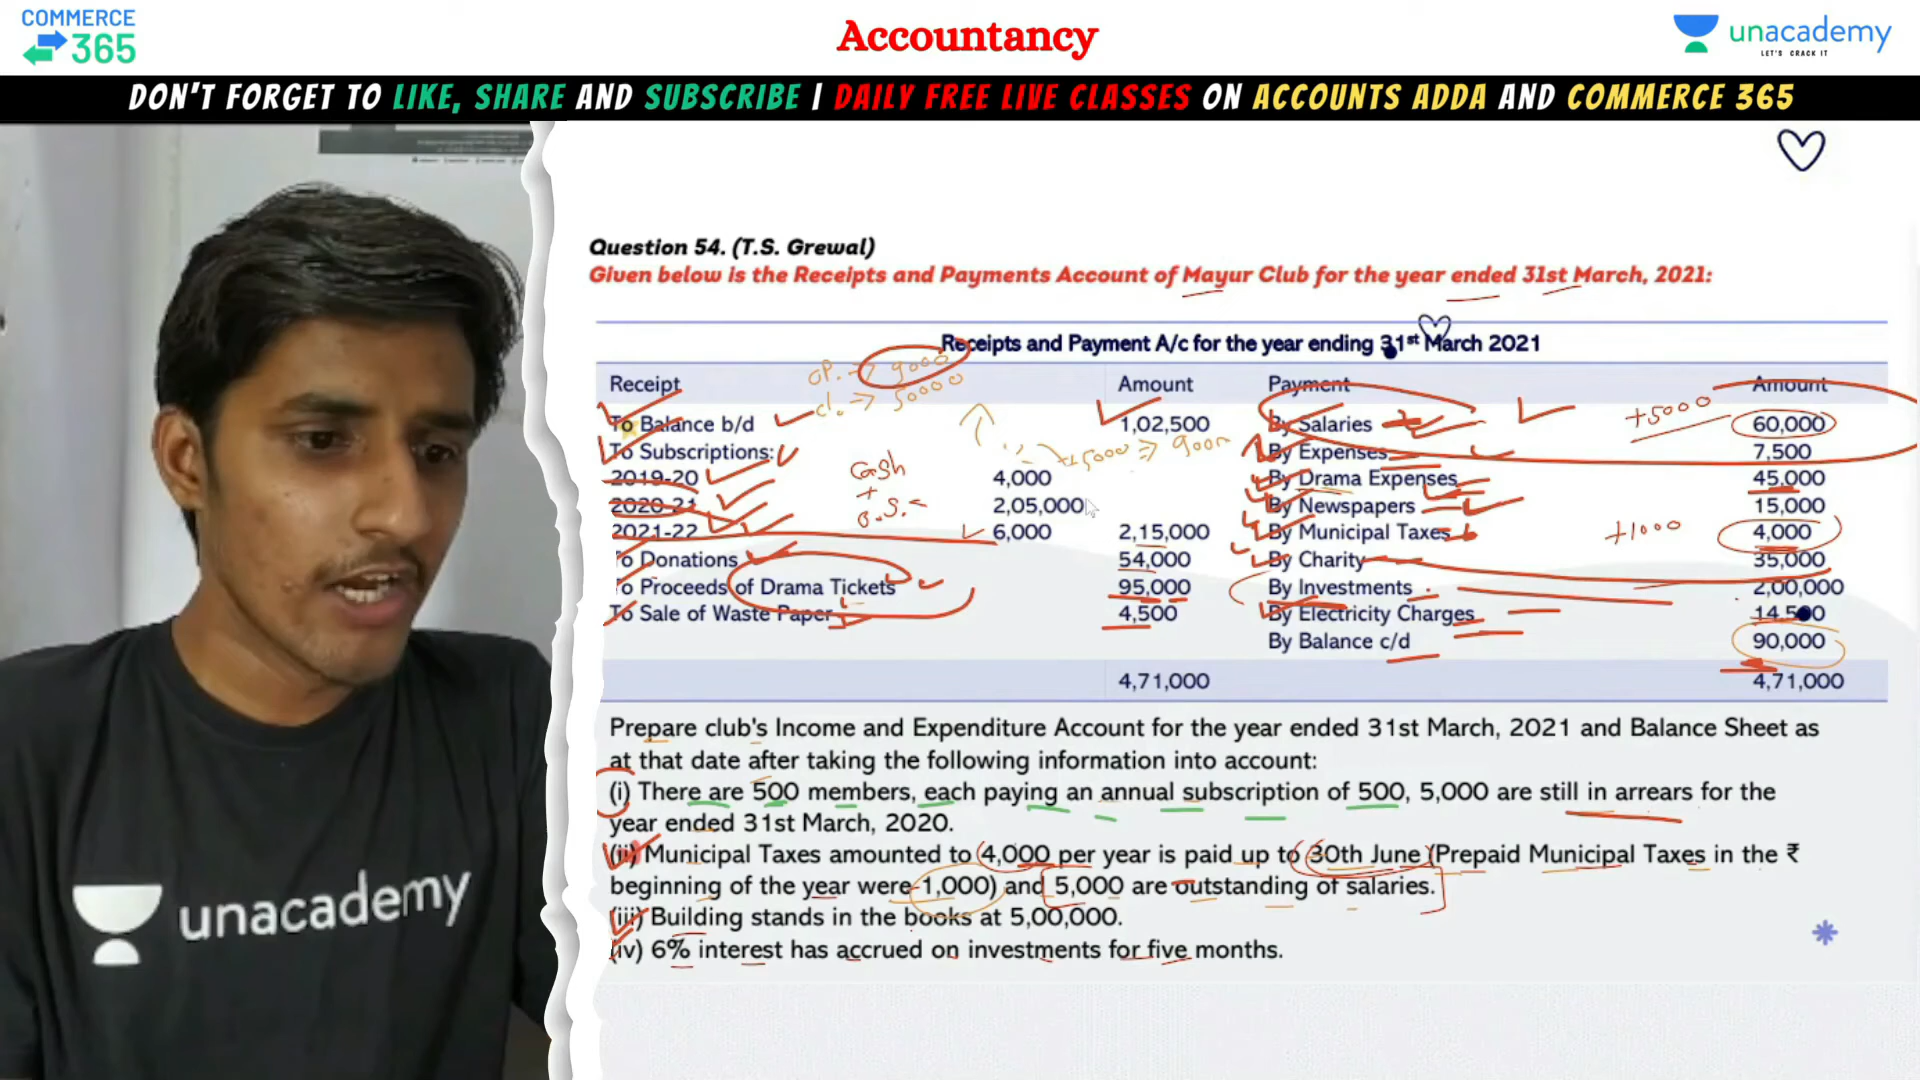 COMMERCE
365
Accountancy
unacademy
LET'S CRACK IT
DON'T FORGET TO LIKE, SHARE AND SUBSCRIBE | DAILY FREE LIVE CLASSES ON ACCOUNTS ADDA AND COMMERCE 365
Question 54. (T.S. Grewal)
Given below is the Receipts and Payments Account of Mayur Club for the year ended 31st March, 2021:
Receipts and Payment A/c for the year ending 31st March 2021
Receipt Amount Payment Amount
OP. → 9000
cl. ⇒ 5000
To Balance b/d 1,02,500 By Salaries +5000 60,000
To Subscriptions: +5000 ⇒ 9000 By Expenses 7,500
Cash
+
O.S.
2019-20 4,000 By Drama Expenses 45,000
2020-21 2,05,000 By Newspapers 15,000
2021-22 6,000 2,15,000 By Municipal Taxes +1000 4,000
To Donations 54,000 By Charity 35,000
To Proceeds of Drama Tickets 95,000 By Investments 2,00,000
To Sale of Waste Paper 4,500 By Electricity Charges 14,500
By Balance c/d 90,000
4,71,000 4,71,000
Prepare club's Income and Expenditure Account for the year ended 31st March, 2021 and Balance Sheet as
at that date after taking the following information into account:
(i) There are 500 members, each paying an annual subscription of 500, 5,000 are still in arrears for the
year ended 31st March, 2020.
(ii) Municipal Taxes amounted to 4,000 per year is paid up to 30th June (Prepaid Municipal Taxes in the ₹
beginning of the year were 1,000) and 5,000 are outstanding of salaries.
(iii) Building stands in the books at 5,00,000.
(iv) 6% interest has accrued on investments for five months.
unacademy